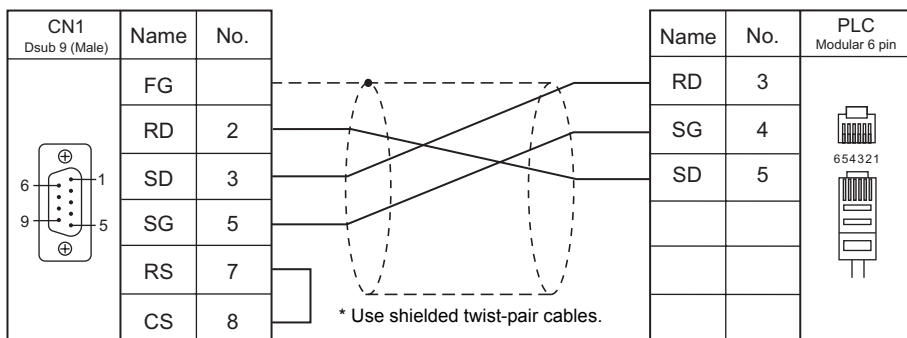 CN1
Dsub 9 (Male)
Name
No.
FG
RD
2
SD
3
SG
5
RS
7
CS
8
6
1
9
5
* Use shielded twist-pair cables.
Name
No.
PLC
Modular 6 pin
RD
3
SG
4
SD
5
654321